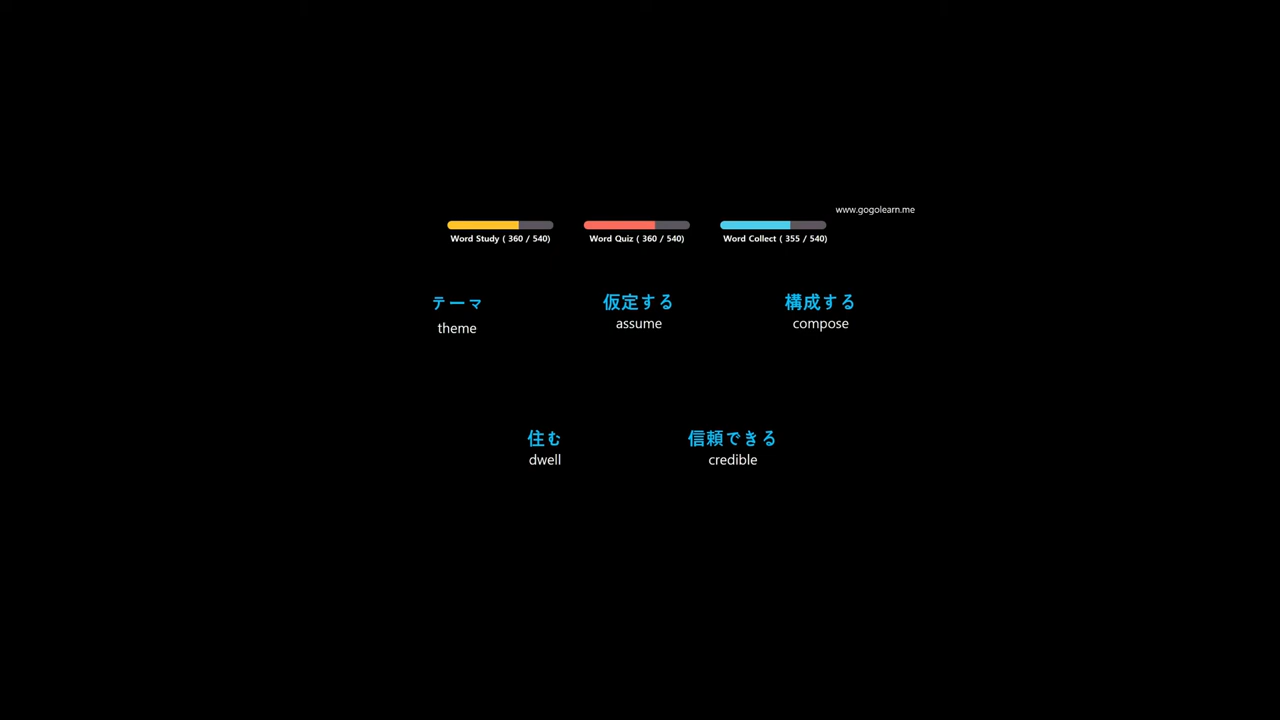 www.gogolearn.me
Word Study ( 360 / 540)
Word Quiz ( 360 / 540)
Word Collect ( 355 / 540)
テーマ
theme
仮定する
assume
構成する
compose
住む
dwell
信頼できる
credible